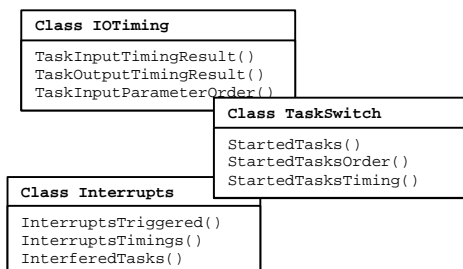 Class IOTiming
TaskInputTimingResult()
TaskOutputTimingResult()
TaskInputParameterOrder()
Class TaskSwitch
StartedTasks()
StartedTasksOrder()
StartedTasksTiming()
Class Interrupts
InterruptsTriggered()
InterruptsTimings()
InterferedTasks()